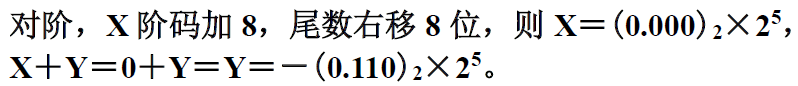 对阶，X 阶码加 8，尾数右移 8 位，则 X＝(0.000)₂×2⁵，
X＋Y＝0＋Y＝Y＝－(0.110)₂×2⁵。